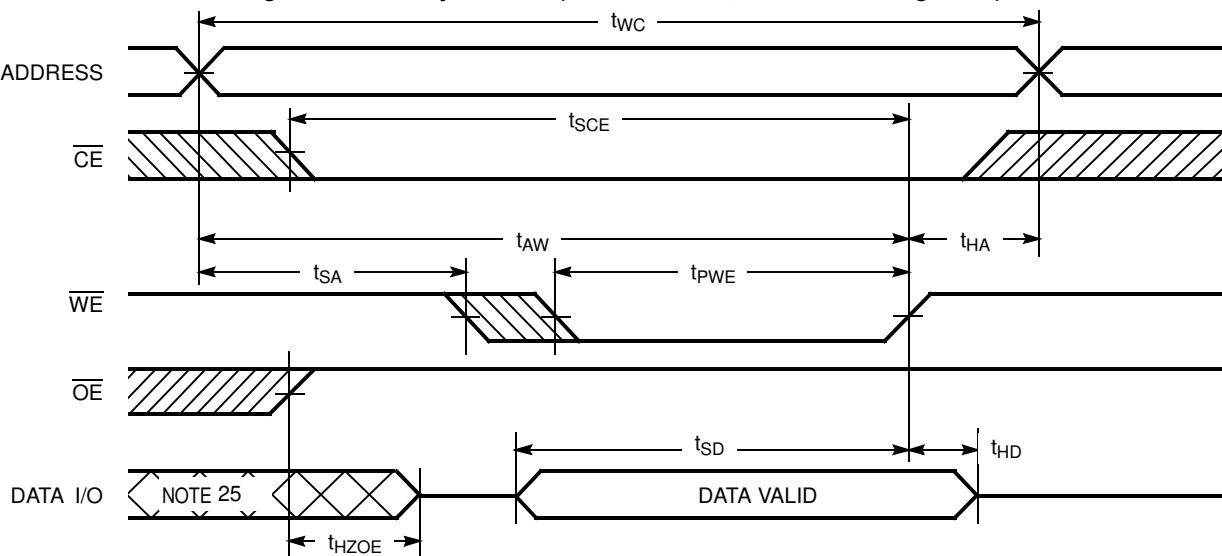 tWC
ADDRESS
tSCE
CE
tAW
tHA
tSA
tPWE
WE
OE
tSD
tHD
DATA I/O
NOTE 25
DATA VALID
tHZOE